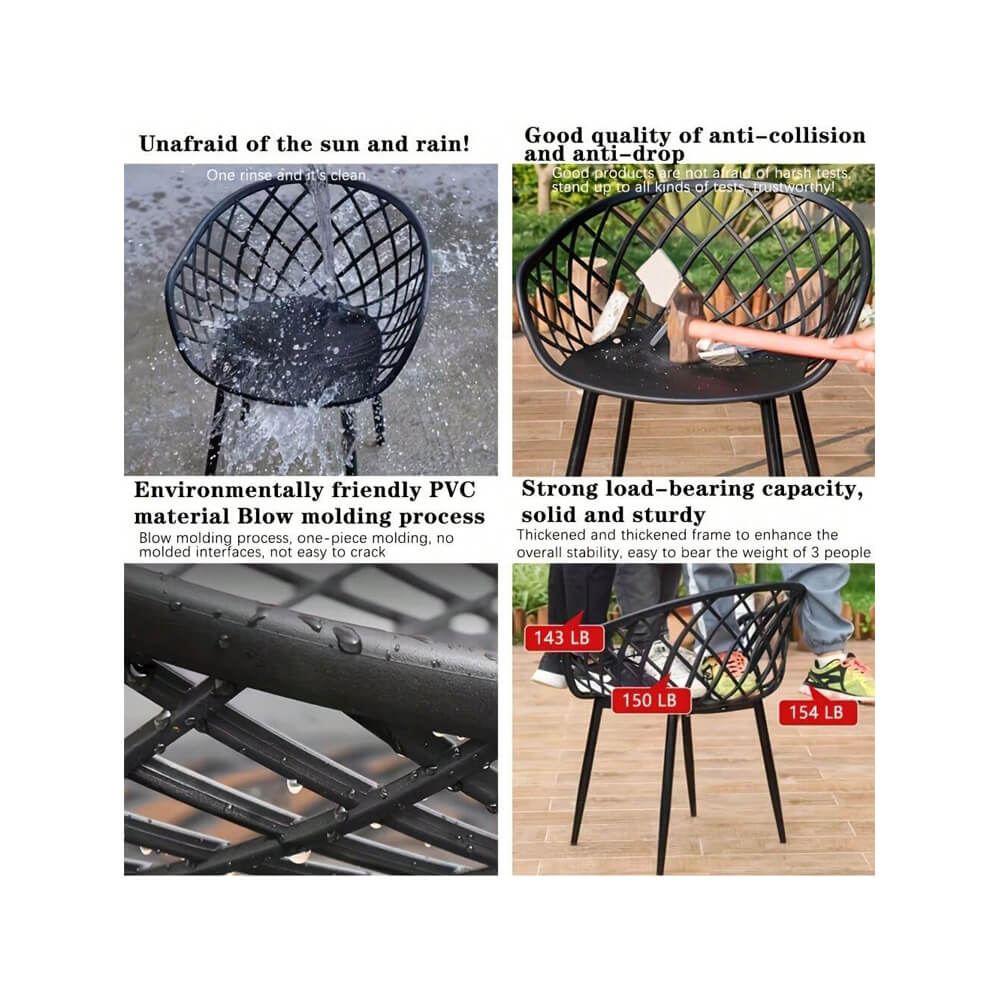 Unafraid of the sun and rain!
One rinse and it's clean.
Good quality of anti-collision
and anti-drop
Good products are not afraid of harsh tests,
stand up to all kinds of tests, trustworthy!
Environmentally friendly PVC
material Blow molding process
Blow molding process, one-piece molding, no
molded interfaces, not easy to crack
Strong load-bearing capacity,
solid and sturdy
Thickened and thickened frame to enhance the
overall stability, easy to bear the weight of 3 people
143 LB
150 LB
154 LB